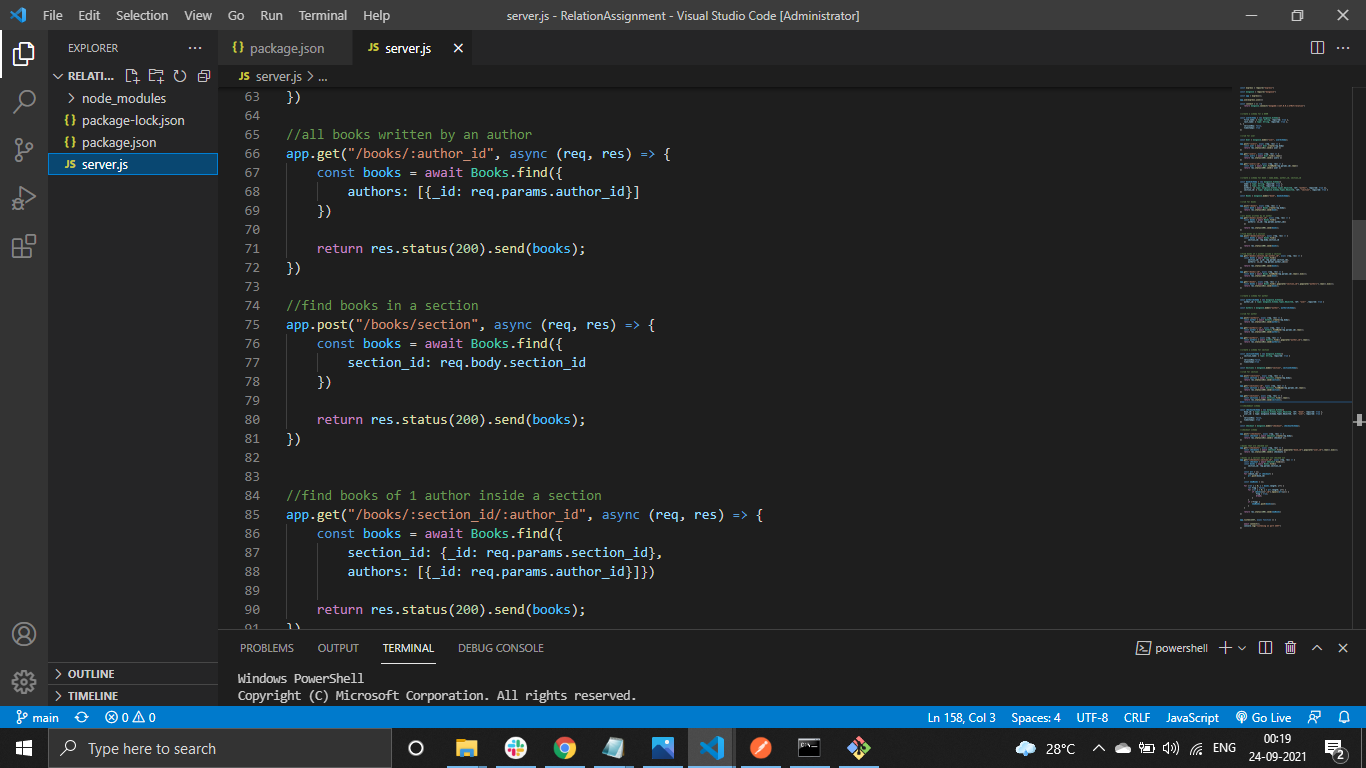 File Edit Selection View Go Run Terminal Help server.js - RelationAssignment - Visual Studio Code [Administrator]
EXPLORER
RELATI...
node_modules
{} package-lock.json
{} package.json
JS server.js
OUTLINE
TIMELINE
{} package.json JS server.js
JS server.js > ...
63 })
64
65 //all books written by an author
66 app.get("/books/:author_id", async (req, res) => {
67     const books = await Books.find({
68         authors: [{_id: req.params.author_id}]
69     })
70
71     return res.status(200).send(books);
72 })
73
74 //find books in a section
75 app.post("/books/section", async (req, res) => {
76     const books = await Books.find({
77         section_id: req.body.section_id
78     })
79
80     return res.status(200).send(books);
81 })
82
83
84 //find books of 1 author inside a section
85 app.get("/books/:section_id/:author_id", async (req, res) => {
86     const books = await Books.find({
87         section_id: {_id: req.params.section_id},
88         authors: [{_id: req.params.author_id}]})
89
90     return res.status(200).send(books);
91 })
PROBLEMS OUTPUT TERMINAL DEBUG CONSOLE powershell
Windows PowerShell
Copyright (C) Microsoft Corporation. All rights reserved.
main 0 0 Ln 158, Col 3 Spaces: 4 UTF-8 CRLF JavaScript Go Live
Type here to search 28°C ENG 00:19
24-09-2021
2